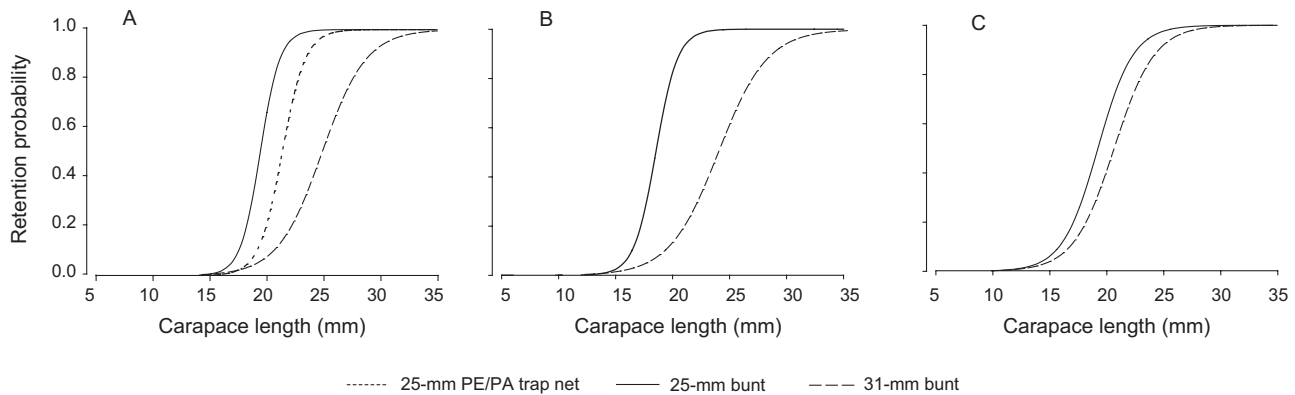 A
B
C
Retention probability
1.0
0.8
0.6
0.4
0.2
0.0
5 10 15 20 25 30 35
5 10 15 20 25 30 35
5 10 15 20 25 30 35
Carapace length (mm)
Carapace length (mm)
Carapace length (mm)
25-mm PE/PA trap net
25-mm bunt
31-mm bunt